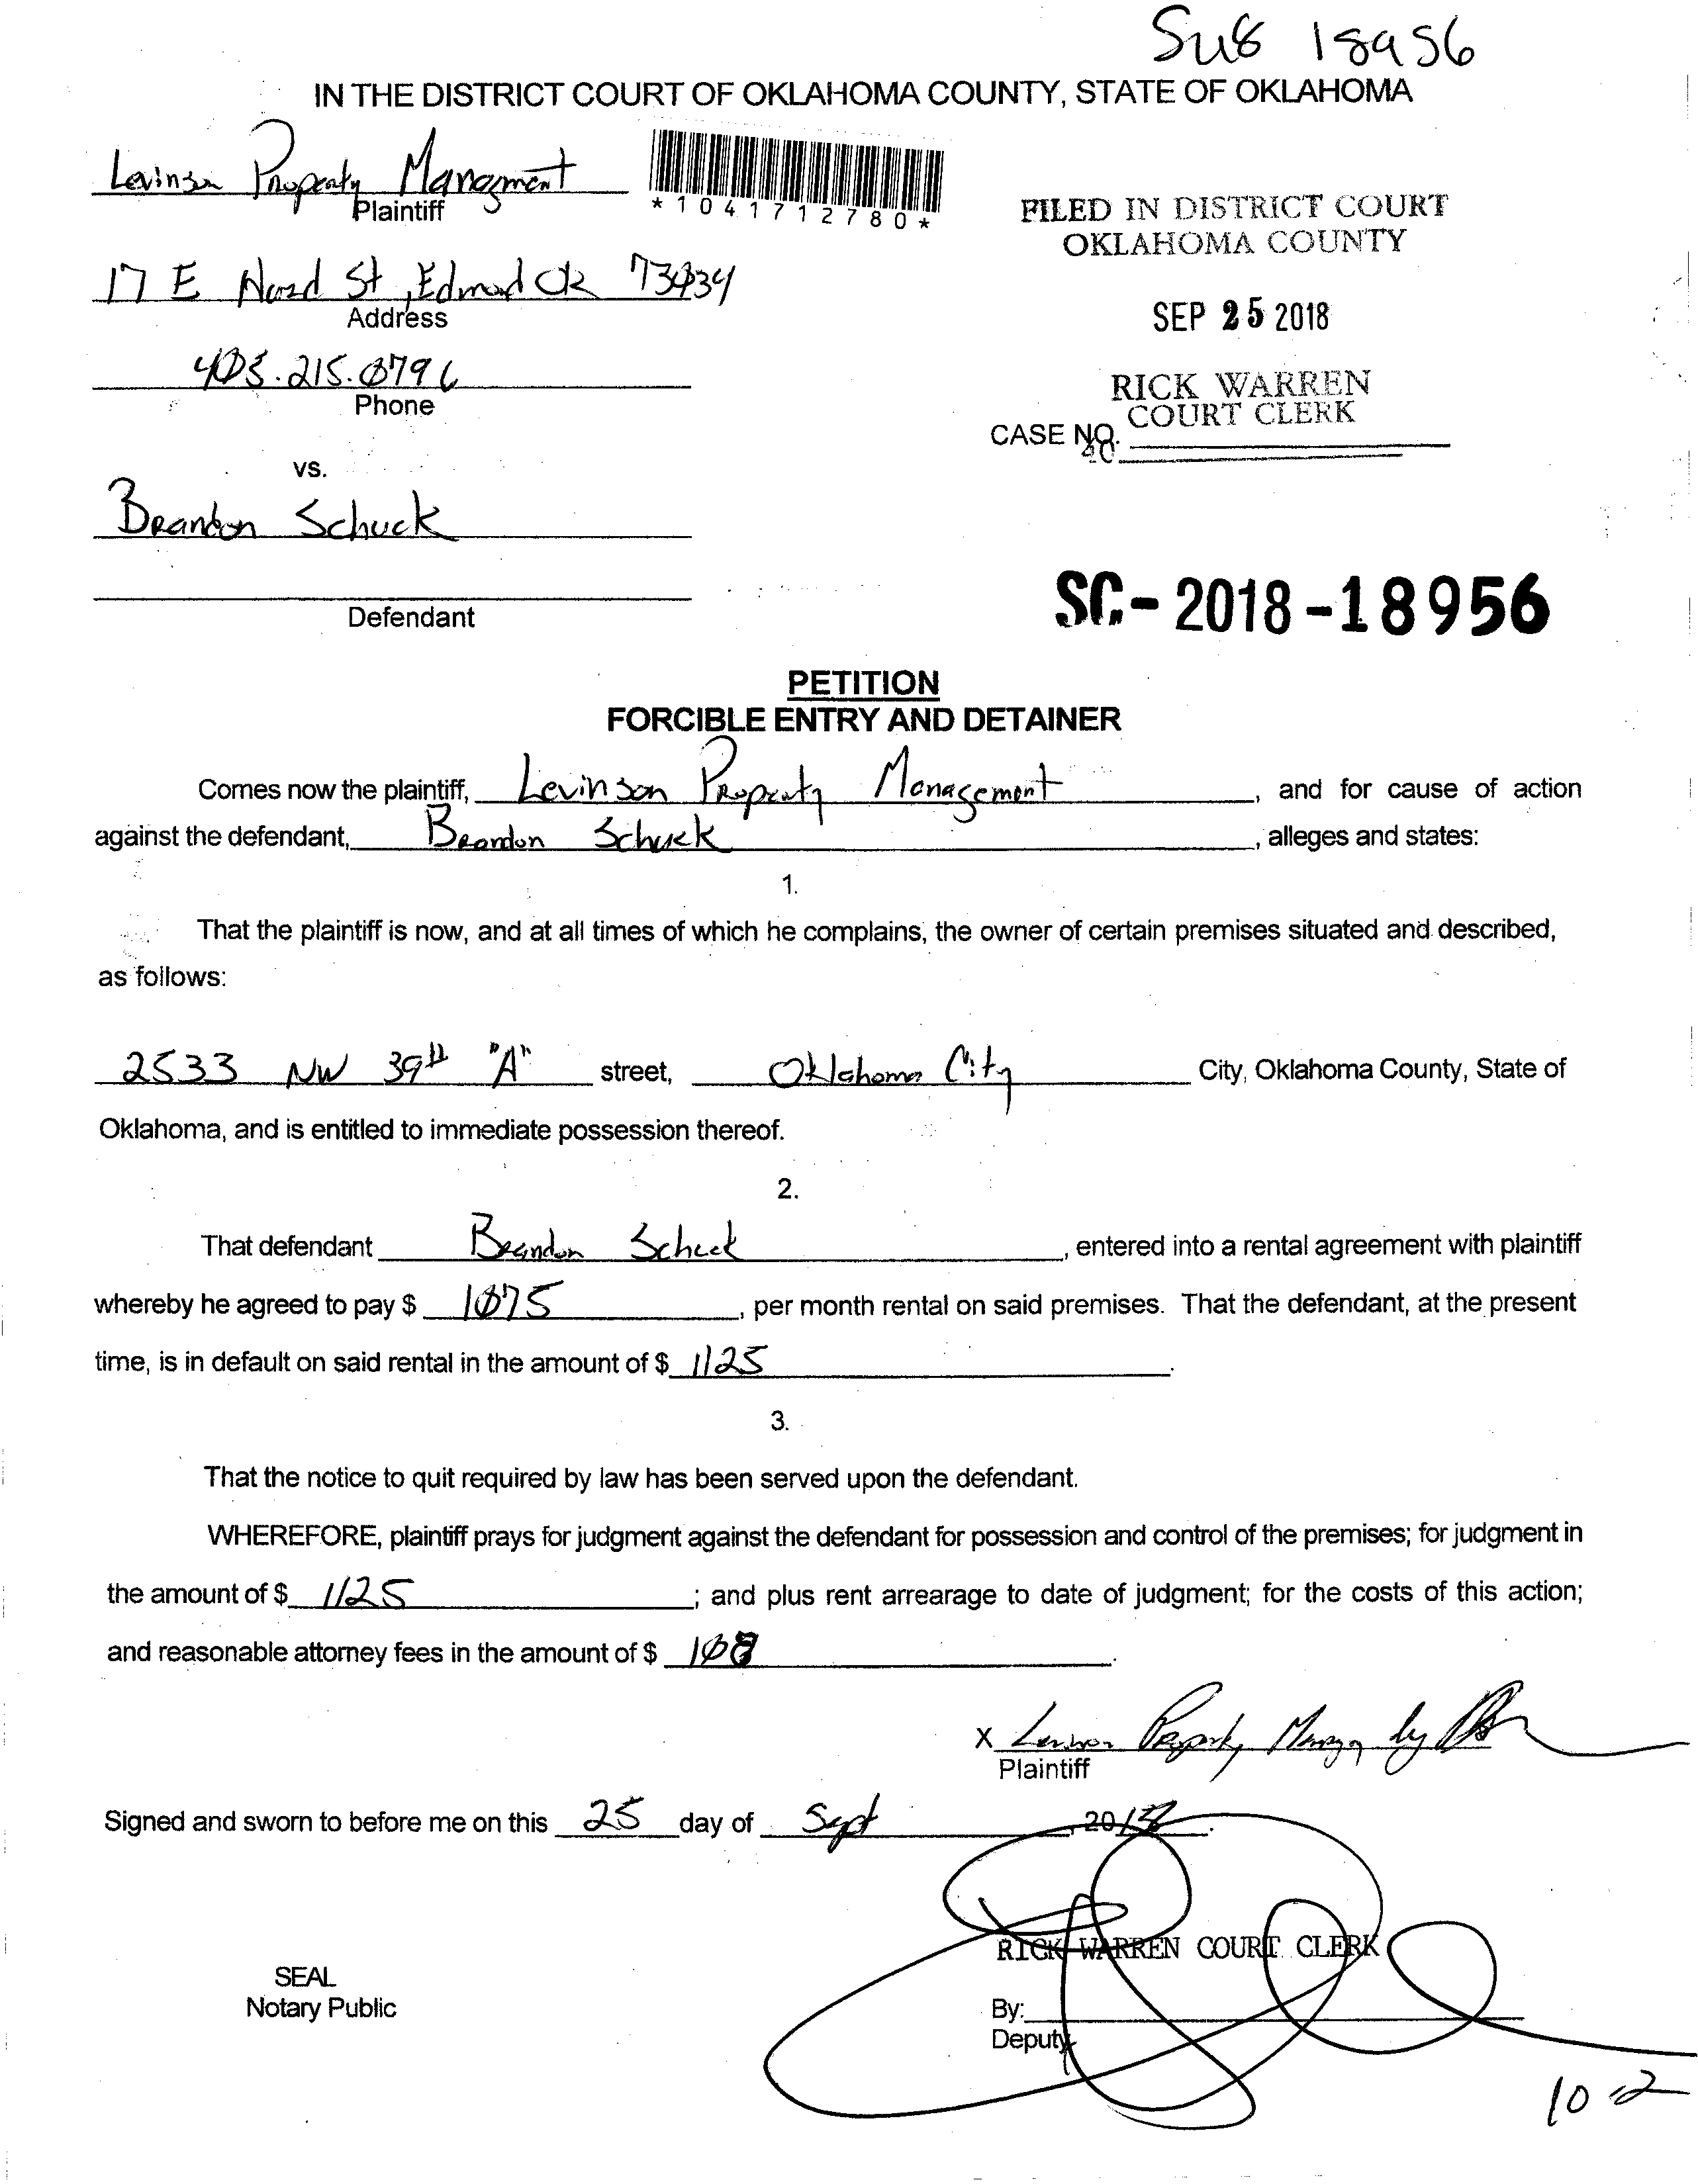 18956
IN THE DISTRICT COURT OF OKLAHOMA COUNTY, STATE OF OKLAHOMA
Levinson Property Managment
Plaintiff
*1041712780*
FILED IN DISTRICT COURT
OKLAHOMA COUNTY
17 E Hurd St, Edmond Ok 73034
Address
SEP 25 2018
405.215.0796
Phone
RICK WARREN
COURT CLERK
CASE NO.
vs.
Brandon Schuck
Defendant
SC-2018-18956
PETITION
FORCIBLE ENTRY AND DETAINER
Comes now the plaintiff, Levinson Property Management, and for cause of action
against the defendant, Brandon Schuck, alleges and states:
1.
That the plaintiff is now, and at all times of which he complains, the owner of certain premises situated and described,
as follows:
2533 NW 39th "A" street, Oklahoma City City, Oklahoma County, State of
Oklahoma, and is entitled to immediate possession thereof.
2.
That defendant Brandon Schuck, entered into a rental agreement with plaintiff
whereby he agreed to pay $ 1075, per month rental on said premises. That the defendant, at the present
time, is in default on said rental in the amount of $ 1125.
3.
That the notice to quit required by law has been served upon the defendant.
WHEREFORE, plaintiff prays for judgment against the defendant for possession and control of the premises; for judgment in
the amount of $ 1125; and plus rent arrearage to date of judgment; for the costs of this action;
and reasonable attorney fees in the amount of $
X Levinson Property Manag by
Plaintiff
Signed and sworn to before me on this 25 day of Sept, 2018.
RICK WARREN COURT CLERK
SEAL
Notary Public
By:
Deputy
10-2